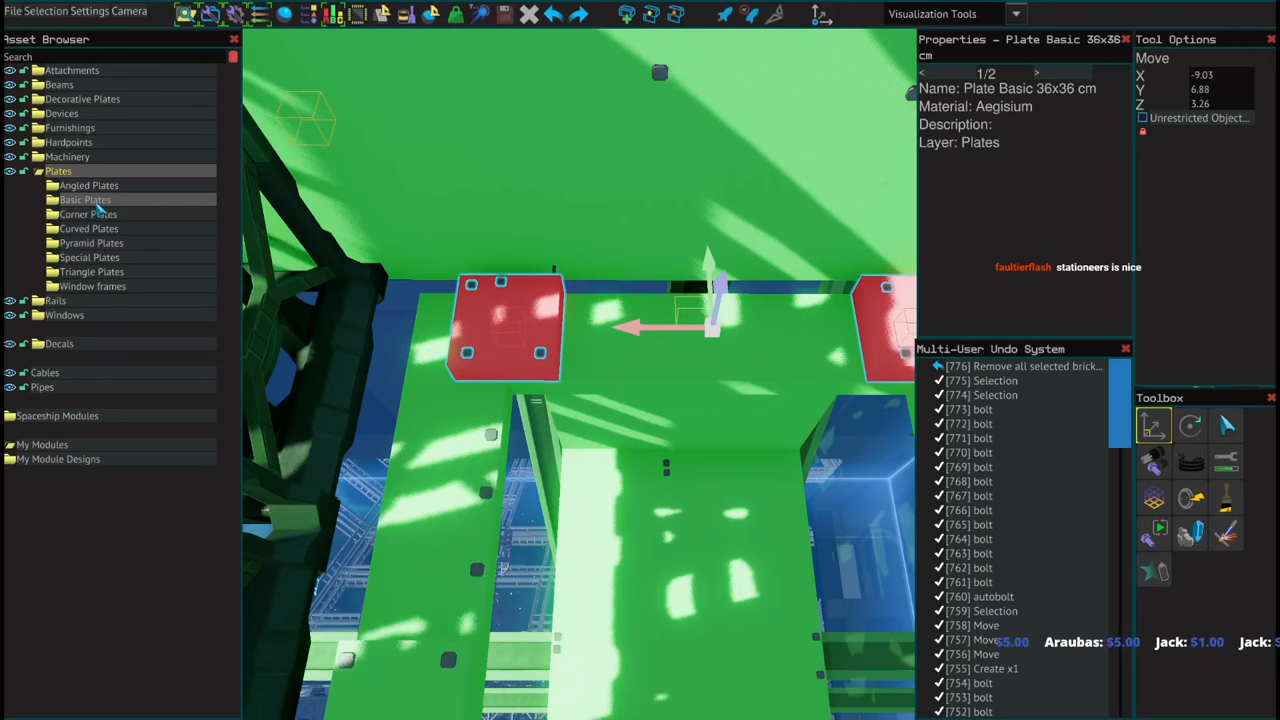 File Selection Settings Camera
Visualization Tools
Asset Browser
Search
Attachments
Beams
Decorative Plates
Devices
Furnishings
Hardpoints
Machinery
Plates
Angled Plates
Basic Plates
Corner Plates
Curved Plates
Pyramid Plates
Special Plates
Triangle Plates
Window frames
Rails
Windows
Decals
Cables
Pipes
Spaceship Modules
My Modules
My Module Designs
Properties - Plate Basic 36x36
cm
< 1/2 >
Name: Plate Basic 36x36 cm
Material: Aegisium
Description:
Layer: Plates
faultierflash stationeers is nice
Multi-User Undo System
[776] Remove all selected brick...
[775] Selection
[774] Selection
[773] bolt
[772] bolt
[771] bolt
[770] bolt
[769] bolt
[768] bolt
[767] bolt
[766] bolt
[765] bolt
[764] bolt
[763] bolt
[762] bolt
[761] bolt
[760] autobolt
[759] Selection
[758] Move
[757] Move
[756] Move
[755] Create x1
[754] bolt
[753] bolt
[752] bolt
$5.00 Araubas: $5.00 Jack: $1.00 Jack:
Tool Options
Move
X -9.03
Y 6.88
Z 3.26
Unrestricted Object...
Toolbox